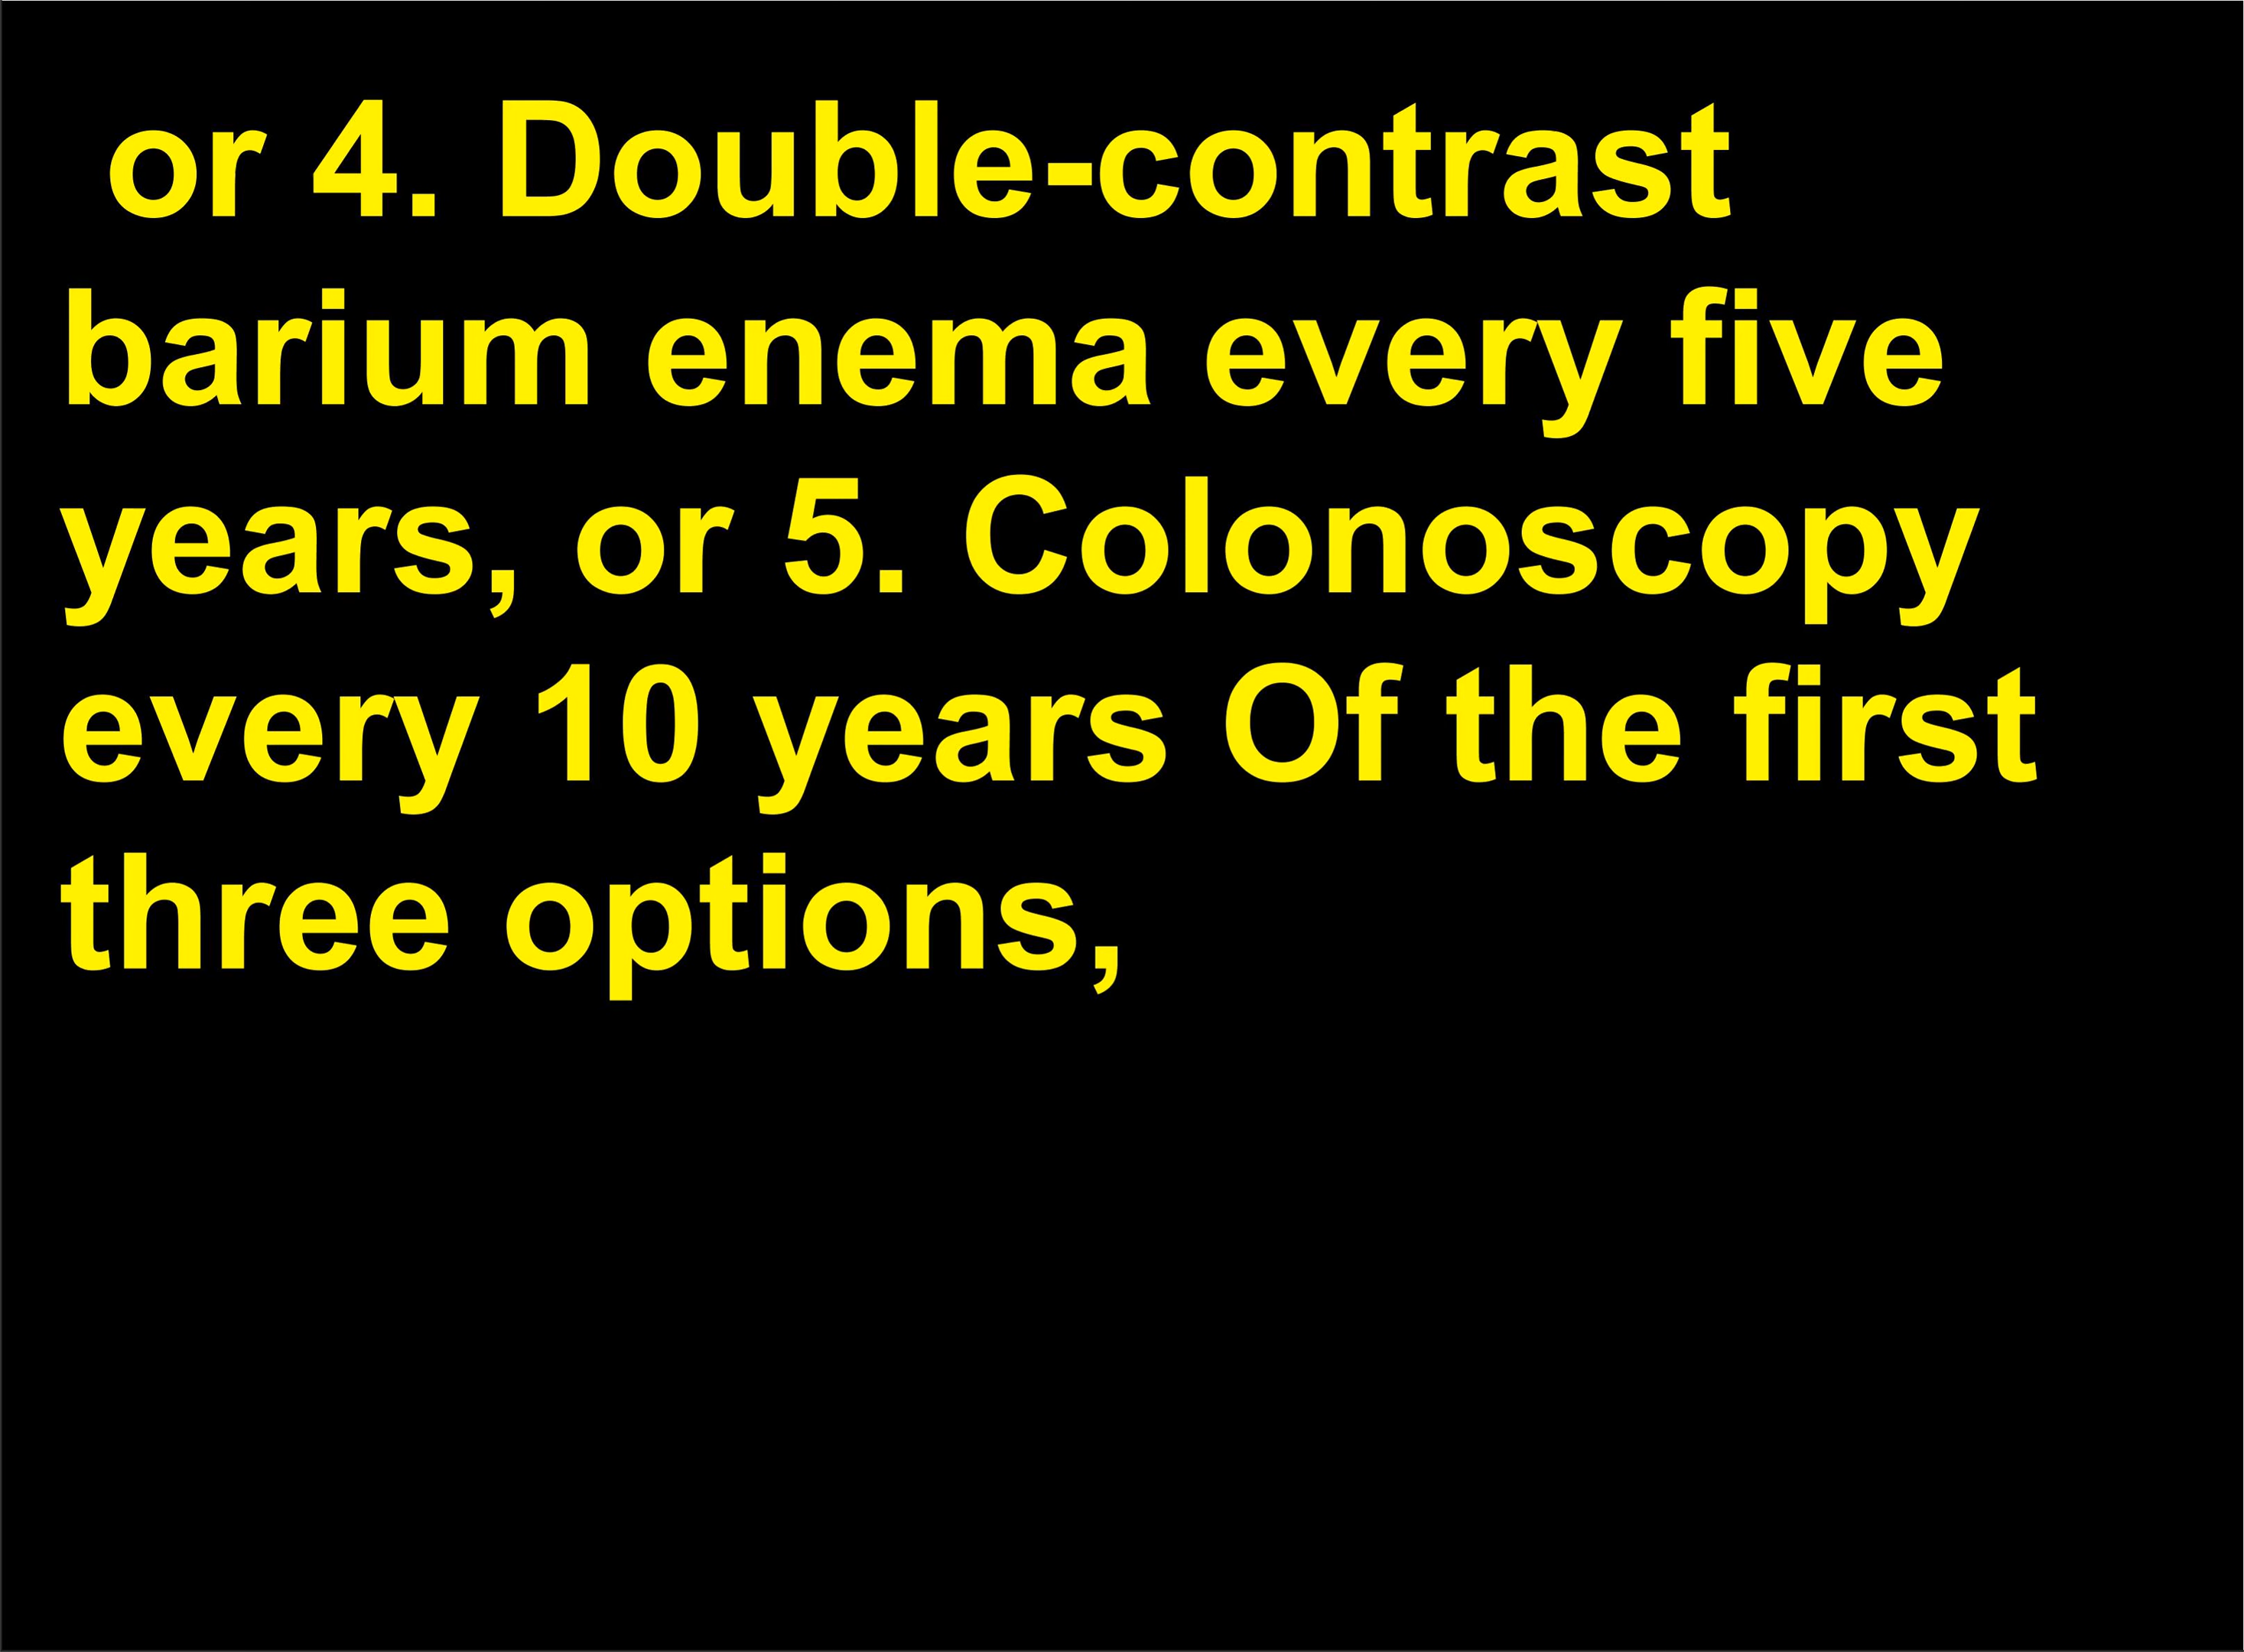 or 4. Double-contrast
barium enema every five
years, or 5. Colonoscopy
every 10 years Of the first
three options,